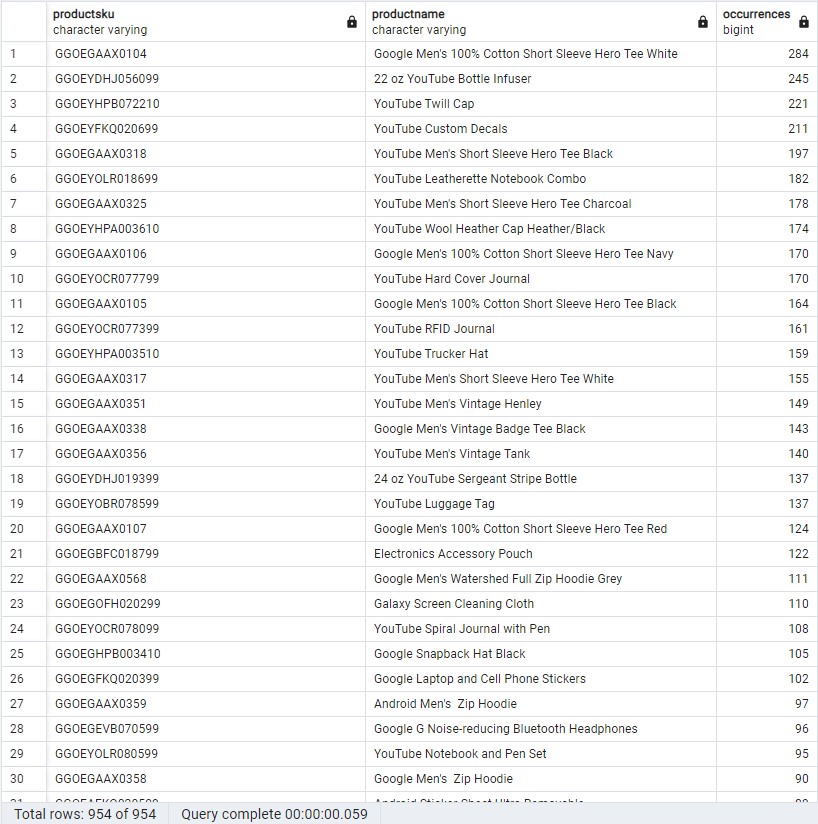 productsku productname occurrences
character varying character varying bigint
1 GGOEGAAX0104 Google Men's 100% Cotton Short Sleeve Hero Tee White 284
2 GGOEYDHJ056099 22 oz YouTube Bottle Infuser 245
3 GGOEYHPB072210 YouTube Twill Cap 221
4 GGOEYFKQ020699 YouTube Custom Decals 211
5 GGOEGAAX0318 YouTube Men's Short Sleeve Hero Tee Black 197
6 GGOEYOLR018699 YouTube Leatherette Notebook Combo 182
7 GGOEGAAX0325 YouTube Men's Short Sleeve Hero Tee Charcoal 178
8 GGOEYHPA003610 YouTube Wool Heather Cap Heather/Black 174
9 GGOEGAAX0106 Google Men's 100% Cotton Short Sleeve Hero Tee Navy 170
10 GGOEYOCR077799 YouTube Hard Cover Journal 170
11 GGOEGAAX0105 Google Men's 100% Cotton Short Sleeve Hero Tee Black 164
12 GGOEYOCR077399 YouTube RFID Journal 161
13 GGOEYHPA003510 YouTube Trucker Hat 159
14 GGOEGAAX0317 YouTube Men's Short Sleeve Hero Tee White 155
15 GGOEGAAX0351 YouTube Men's Vintage Henley 149
16 GGOEGAAX0338 Google Men's Vintage Badge Tee Black 143
17 GGOEGAAX0356 YouTube Men's Vintage Tank 140
18 GGOEYDHJ019399 24 oz YouTube Sergeant Stripe Bottle 137
19 GGOEYOBR078599 YouTube Luggage Tag 137
20 GGOEGAAX0107 Google Men's 100% Cotton Short Sleeve Hero Tee Red 124
21 GGOEGBFC018799 Electronics Accessory Pouch 122
22 GGOEGAAX0568 Google Men's Watershed Full Zip Hoodie Grey 111
23 GGOEGOFH020299 Galaxy Screen Cleaning Cloth 110
24 GGOEYOCR078099 YouTube Spiral Journal with Pen 108
25 GGOEGHPB003410 Google Snapback Hat Black 105
26 GGOEGFKQ020399 Google Laptop and Cell Phone Stickers 102
27 GGOEGAAX0359 Android Men's  Zip Hoodie 97
28 GGOEGEVB070599 Google G Noise-reducing Bluetooth Headphones 96
29 GGOEYOLR080599 YouTube Notebook and Pen Set 95
30 GGOEGAAX0358 Google Men's  Zip Hoodie 90
Total rows: 954 of 954 Query complete 00:00:00.059